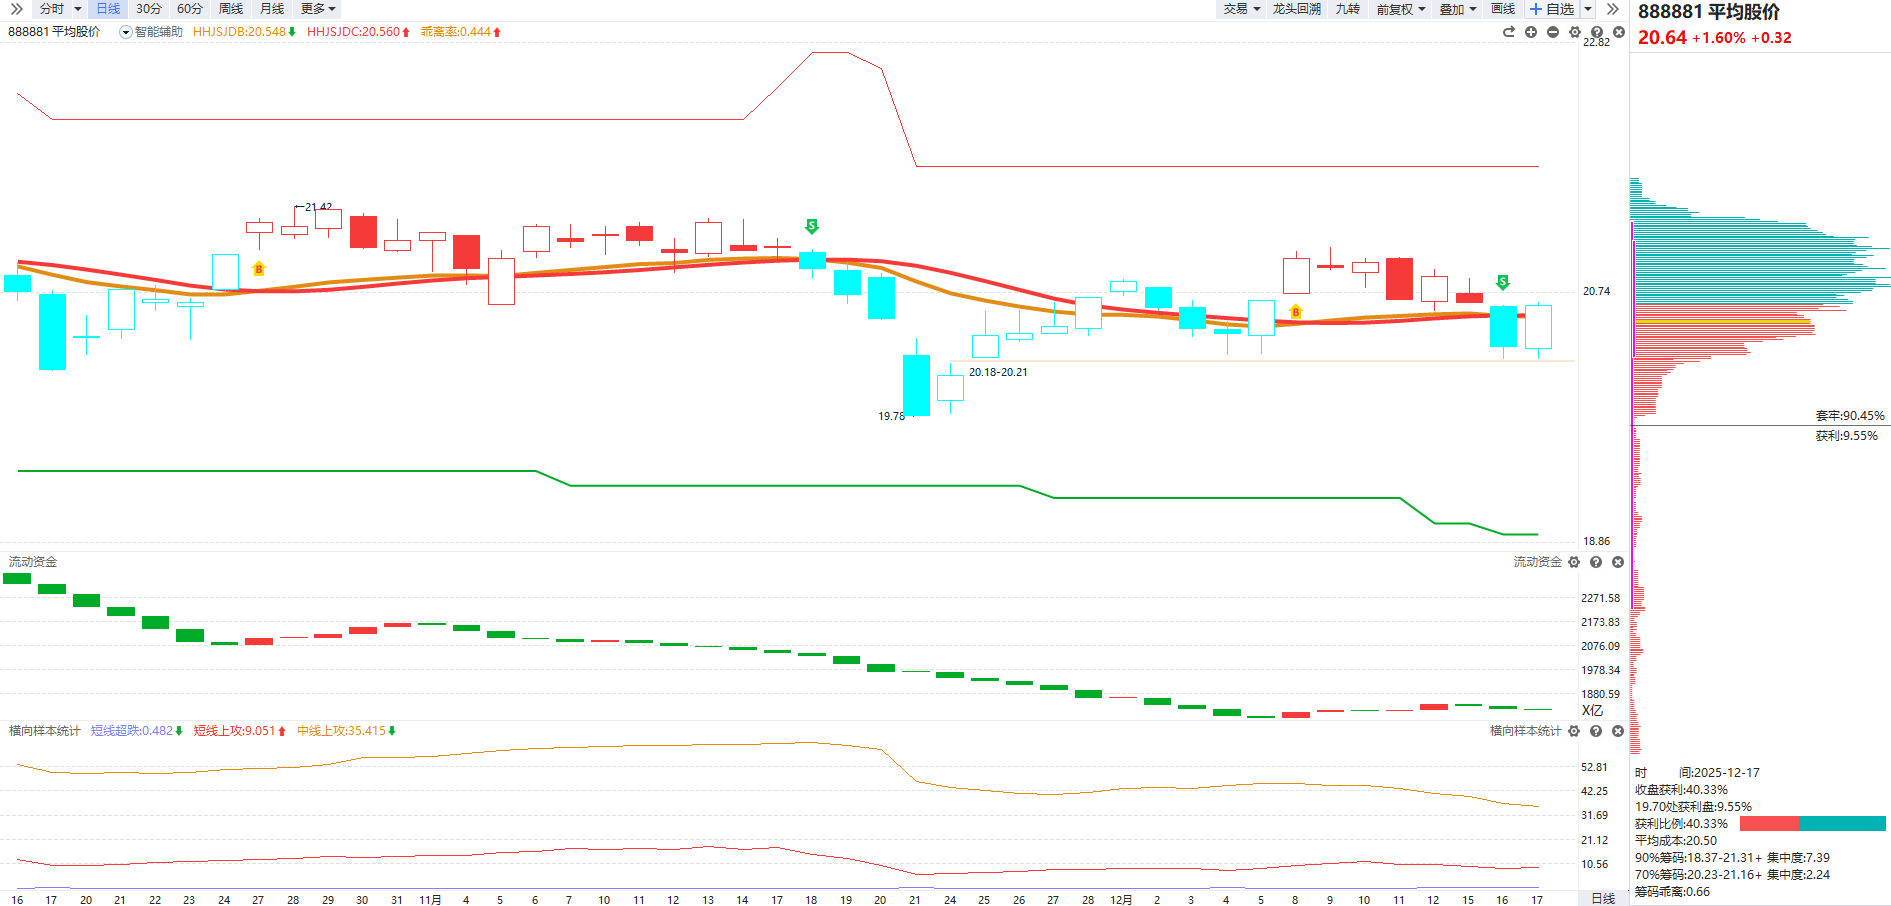 分时 日线 30分 60分 周线 月线 更多 交易 龙头回溯 九转 前复权 叠加 画线 自选
888881 平均股价
20.64 +1.60% +0.32
888881 平均股价 智能辅助 HHJSJDB:20.548 HHJSJDC:20.560 乖离率:0.444
22.82
←21.42
S
S
B
B
20.74
20.18-20.21
19.78
18.86
套牢:90.45%
获利:9.55%
流动资金 流动资金
2271.58
2173.83
2076.09
1978.34
1880.59
X亿
横向样本统计 短线超跌:0.482 短线上攻:9.051 中线上攻:35.415 横向样本统计
52.81
42.25
31.69
21.12
10.56
16 17 20 21 22 23 24 27 28 29 30 31 11月 4 5 6 7 10 11 12 13 14 17 18 19 20 21 24 25 26 27 28 12月 2 3 4 5 8 9 10 11 12 15 16 17 日线
时 间:2025-12-17
收盘获利:40.33%
19.70处获利盘:9.55%
获利比例:40.33%
平均成本:20.50
90%筹码:18.37-21.31+ 集中度:7.39
70%筹码:20.23-21.16+ 集中度:2.24
筹码乖离:0.66